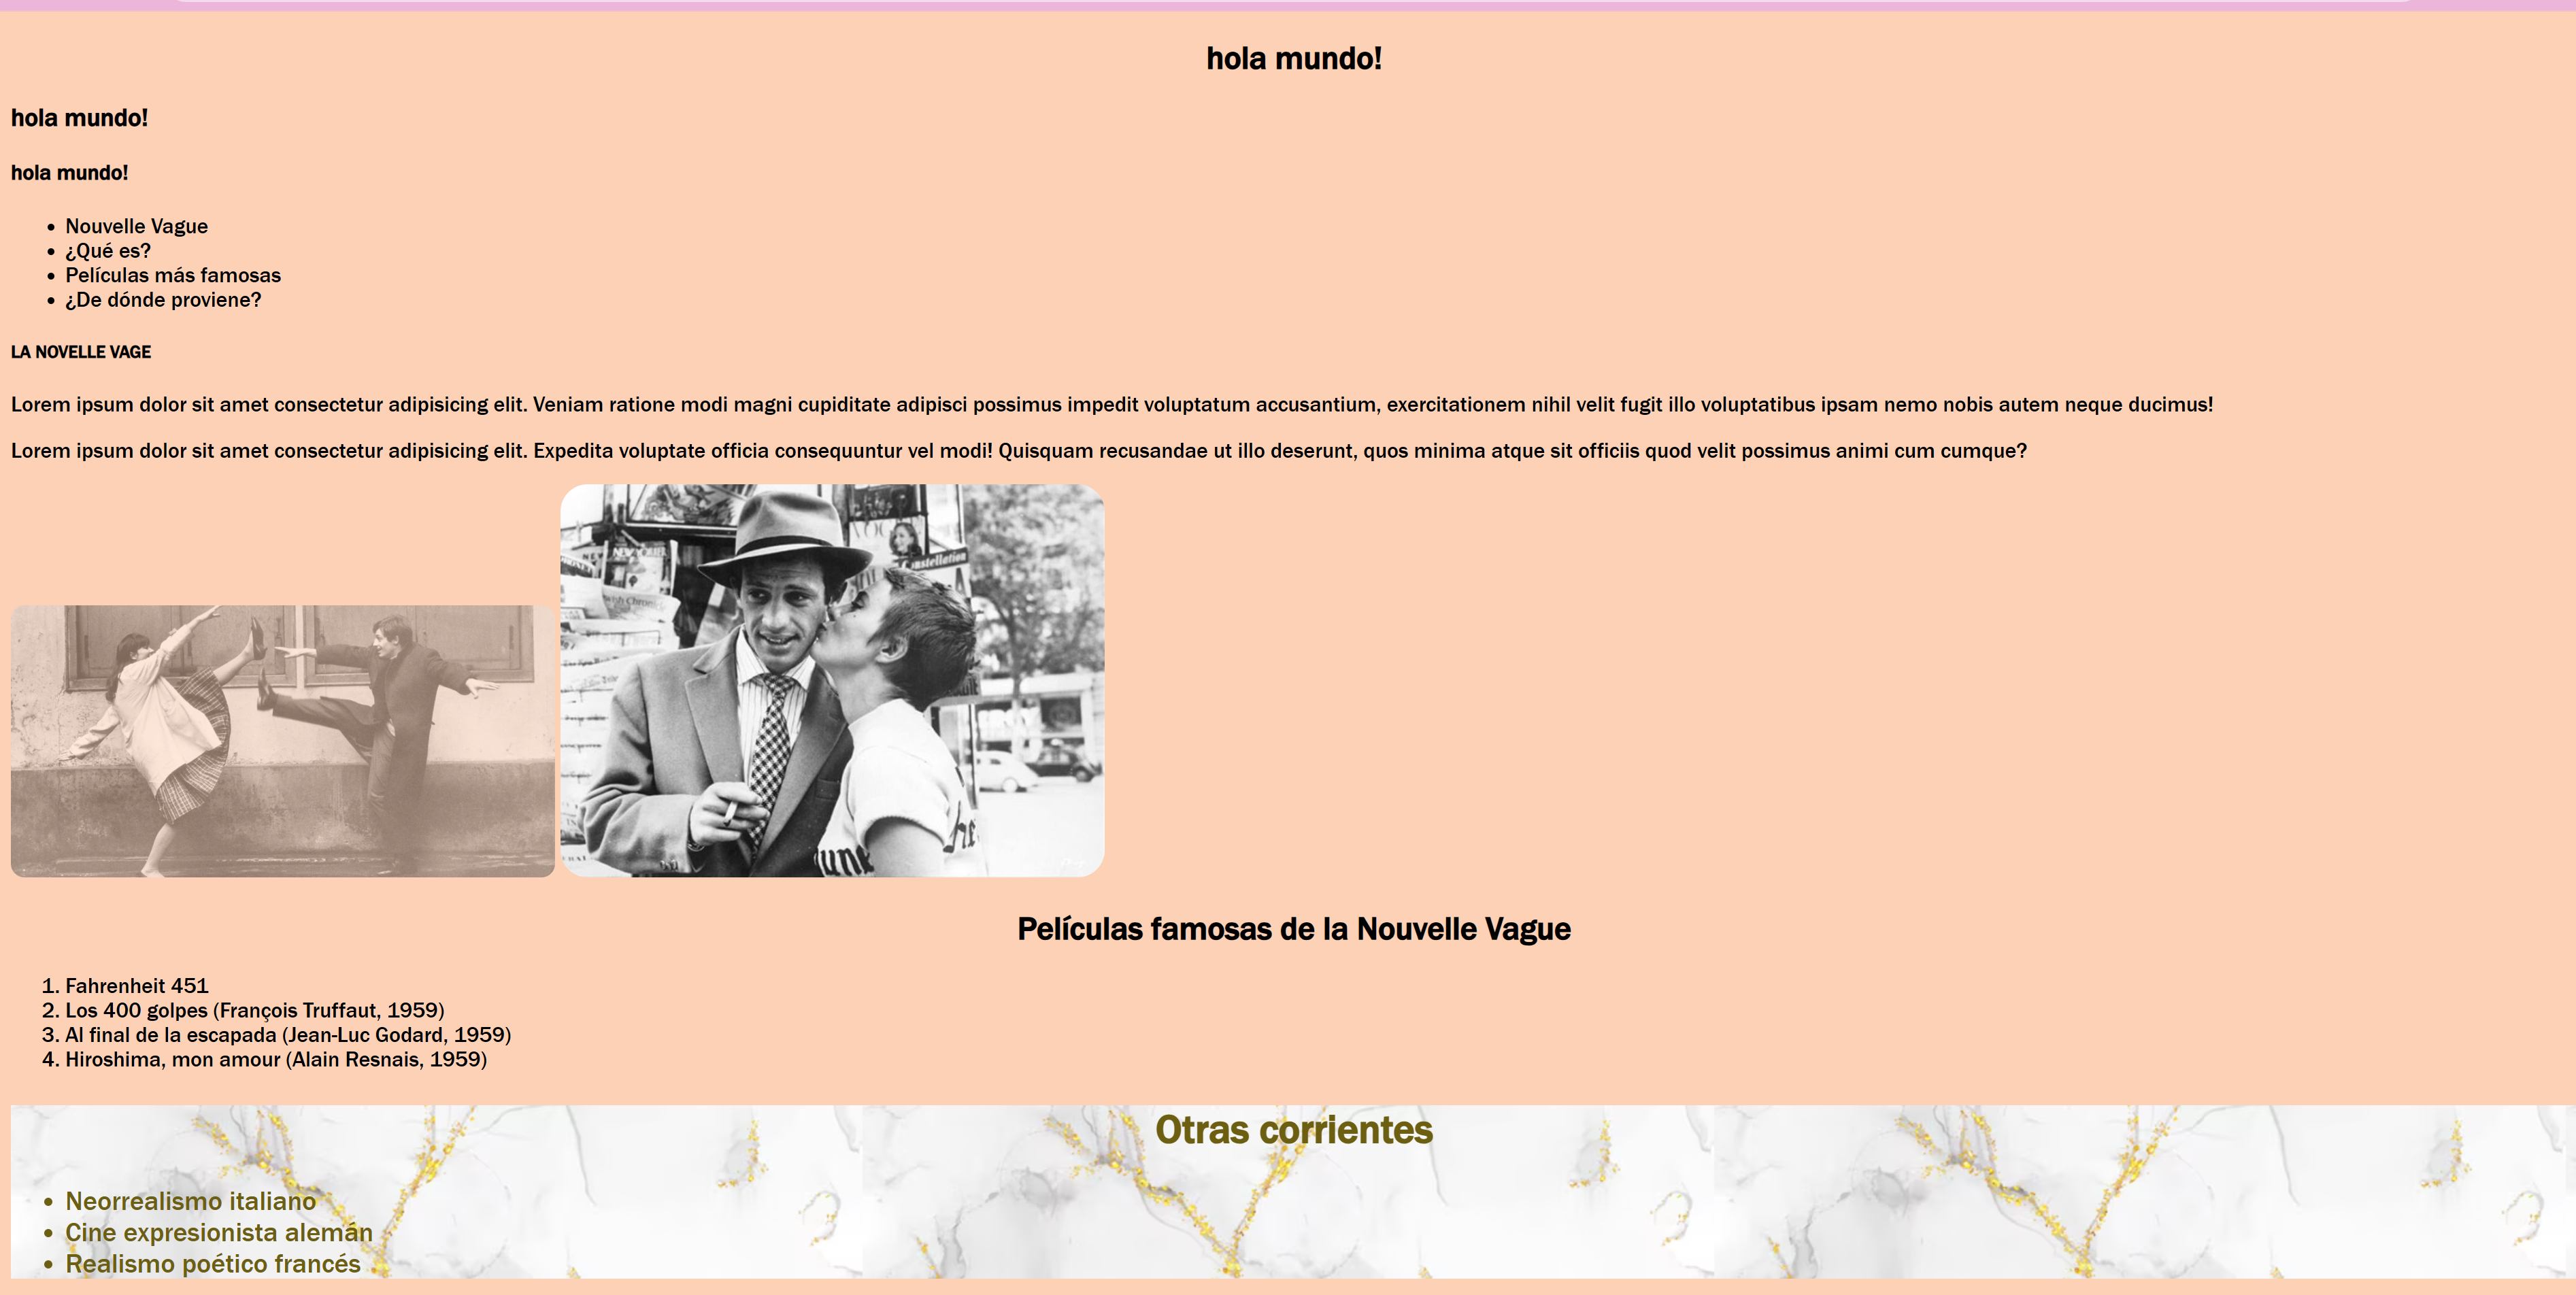 hola mundo!
hola mundo!
hola mundo!
Nouvelle Vague
¿Qué es?
Películas más famosas
¿De dónde proviene?
LA NOVELLE VAGE
Lorem ipsum dolor sit amet consectetur adipisicing elit. Veniam ratione modi magni cupiditate adipisci possimus impedit voluptatum accusantium, exercitationem nihil velit fugit illo voluptatibus ipsam nemo nobis autem neque ducimus!
Lorem ipsum dolor sit amet consectetur adipisicing elit. Expedita voluptate officia consequuntur vel modi! Quisquam recusandae ut illo deserunt, quos minima atque sit officiis quod velit possimus animi cum cumque?
VOGUE
NEW YORKER
Constellation
Jewish Chronicle
Películas famosas de la Nouvelle Vague
1. Fahrenheit 451
2. Los 400 golpes (François Truffaut, 1959)
3. Al final de la escapada (Jean-Luc Godard, 1959)
4. Hiroshima, mon amour (Alain Resnais, 1959)
Otras corrientes
Neorrealismo italiano
Cine expresionista alemán
Realismo poético francés